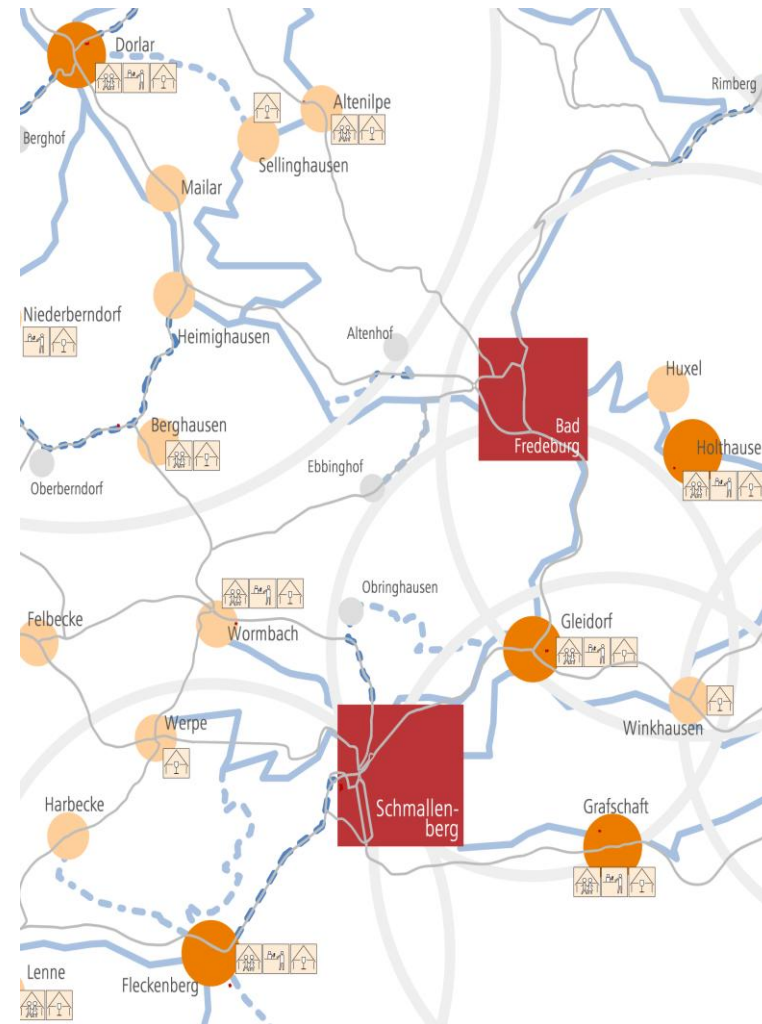 Dorlar
Rimberg
Altenilpe
Berghof
Sellinghausen
Mailar
Niederberndorf
Heimighausen
Altenhof
Huxel
Berghausen
Bad
Fredeburg
Holthause
Ebbinghof
Oberberndorf
Obringhausen
Felbecke
Wormbach
Gleidorf
Werpe
Winkhausen
Harbecke
Schmallen-
berg
Grafschaft
Lenne
Fleckenberg